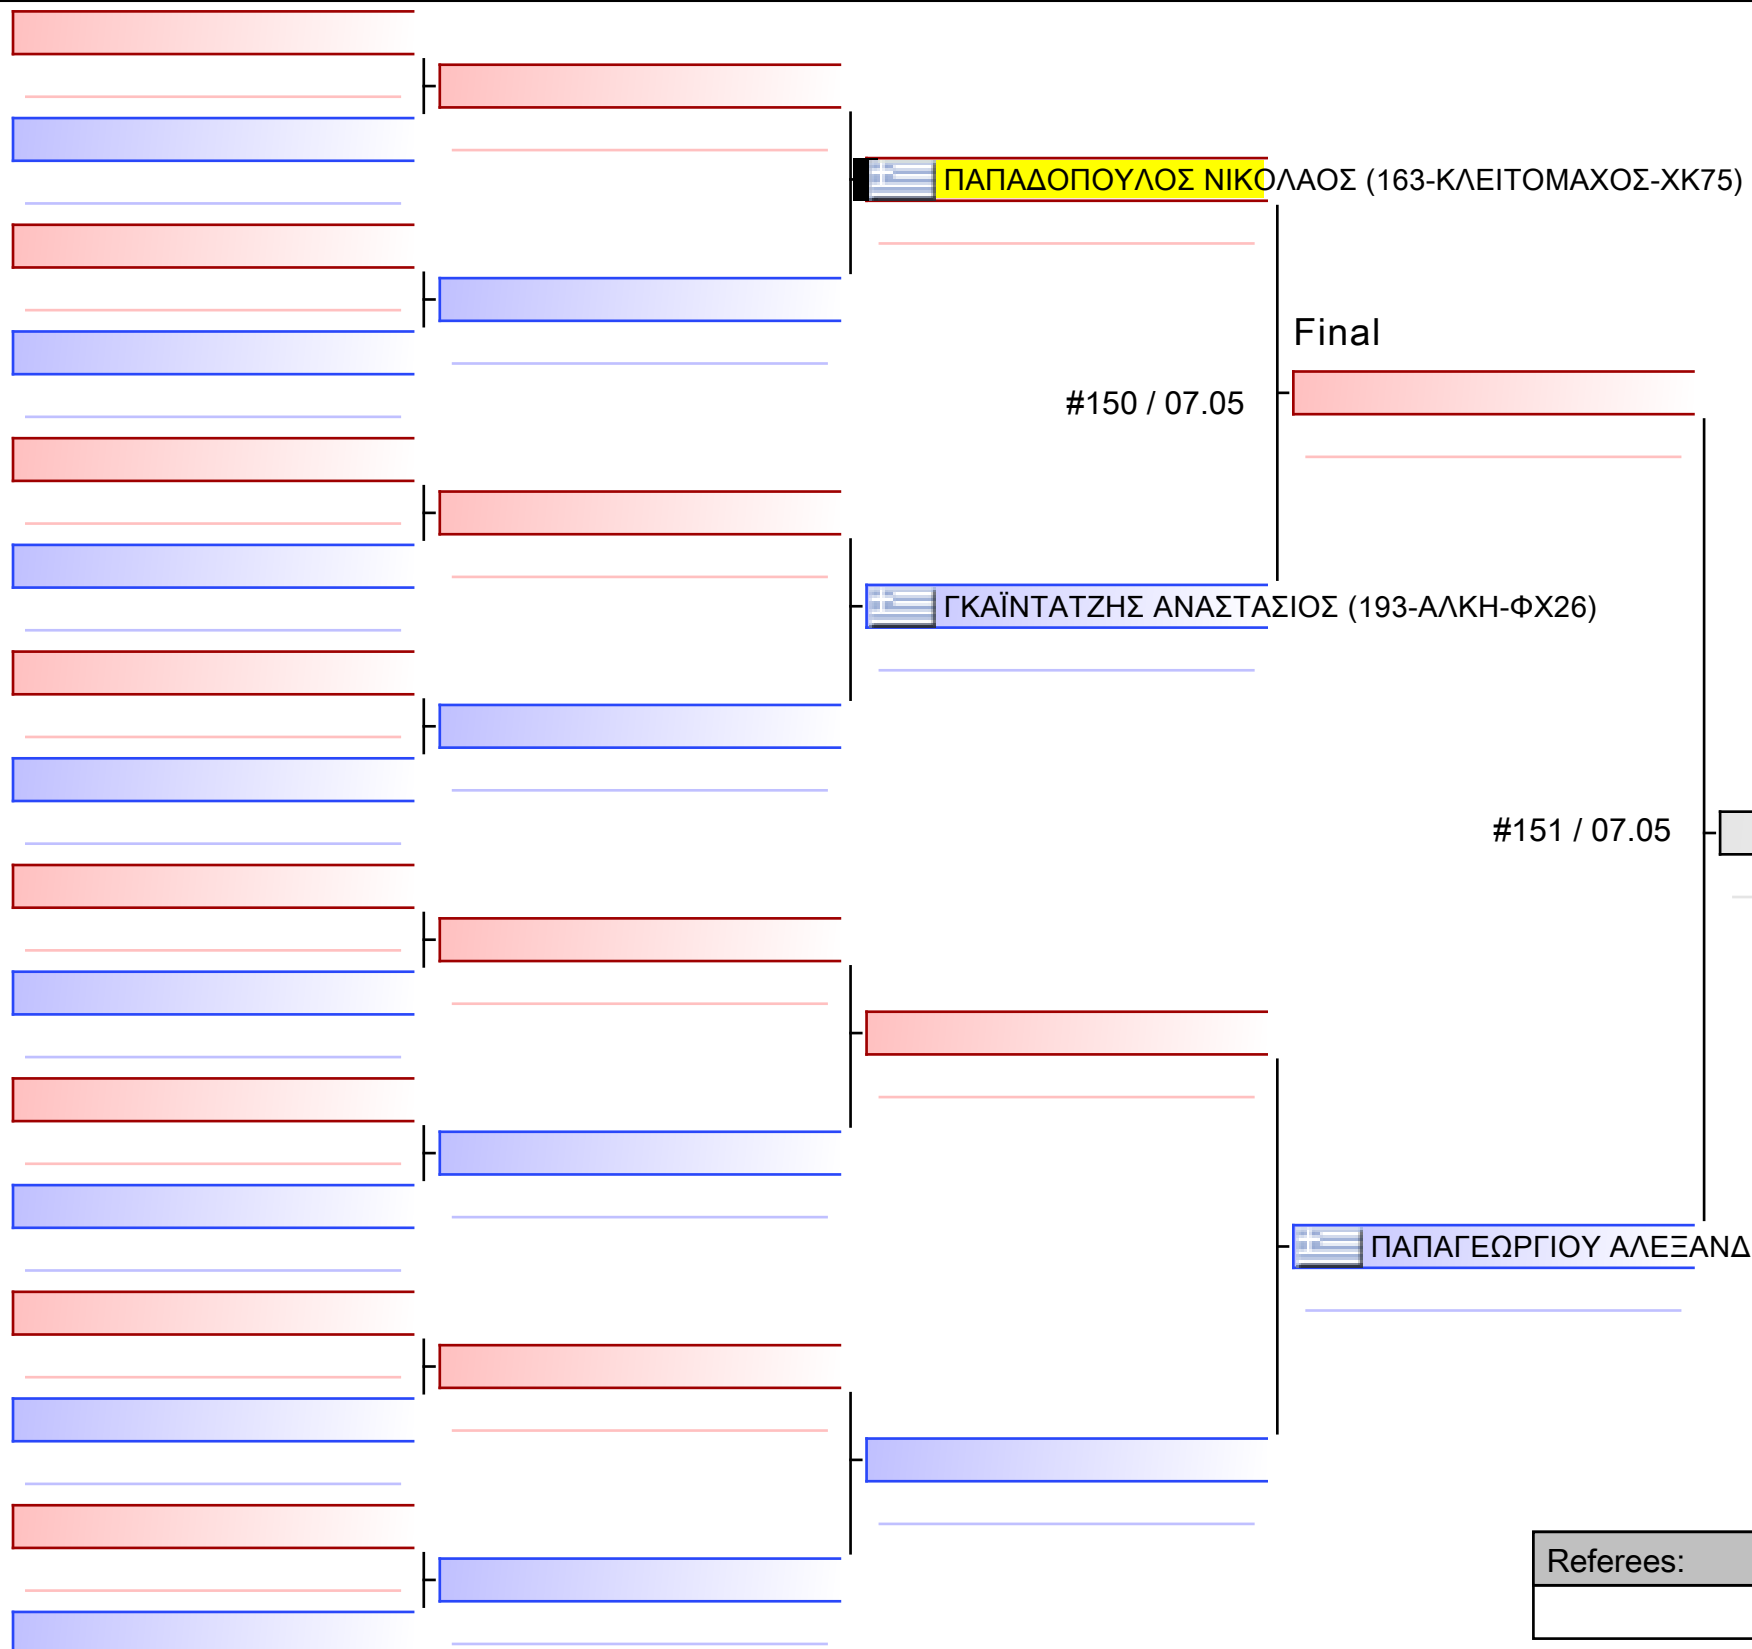 ΠΑΠΑΔΟΠΟΥΛΟΣ ΝΙΚΟΛΑΟΣ (163-ΚΛΕΙΤΟΜΑΧΟΣ-ΧΚ75)
Final
#150 / 07.05
ΓΚΑΪΝΤΑΤΖΗΣ ΑΝΑΣΤΑΣΙΟΣ (193-ΑΛΚΗ-ΦΧ26)
#151 / 07.05
ΠΑΠΑΓΕΩΡΓΙΟΥ ΑΛΕΞΑΝΔ
Referees: